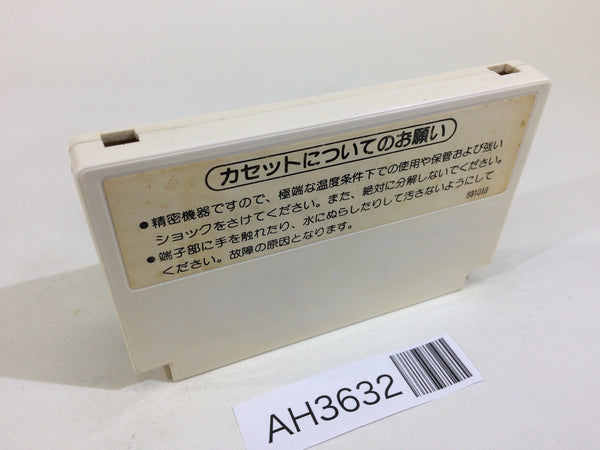 カセットについてのお願い
●精密機器ですので、極端な温度条件下での使用や保管および強い
ショックをさけてください。また、絶対に分解しないでください。
●端子部に手を触れたり、水にぬらしたりして汚さないようにして
ください。故障の原因となります。
AH3632